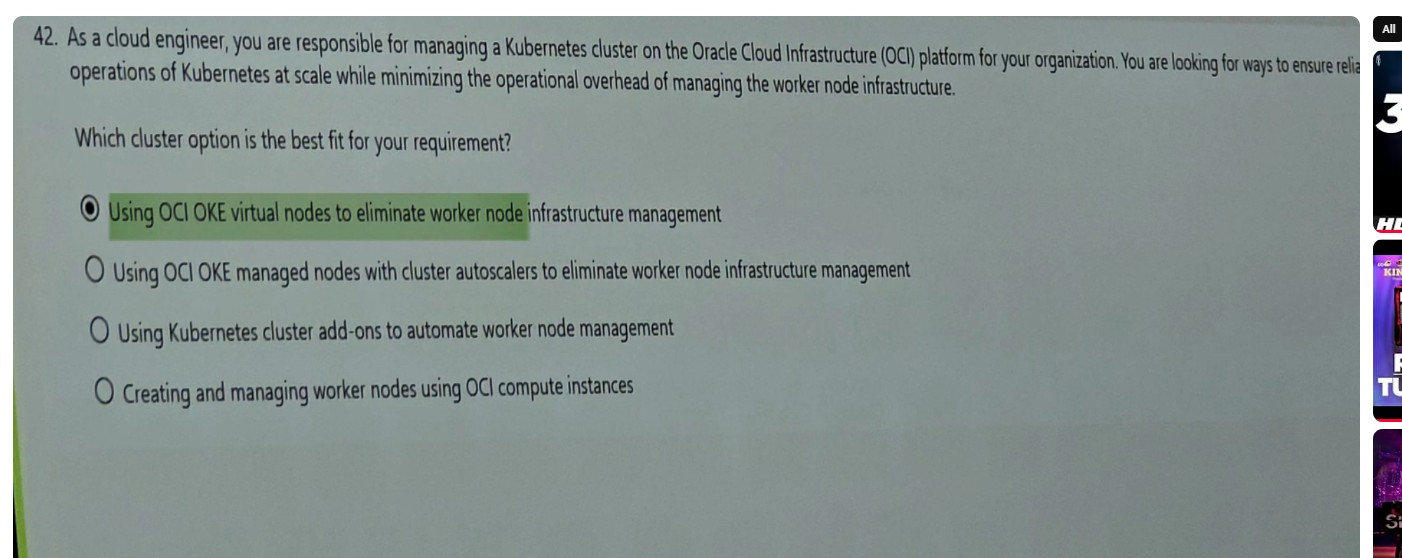 42. As a cloud engineer, you are responsible for managing a Kubernetes cluster on the Oracle Cloud Infrastructure (OCI) platform for your organization. You are looking for ways to ensure
operations of Kubernetes at scale while minimizing the operational overhead of managing the worker node infrastructure.
Which cluster option is the best fit for your requirement?
Using OCI OKE virtual nodes to eliminate worker node infrastructure management
Using OCI OKE managed nodes with cluster autoscalers to eliminate worker node infrastructure management
Using Kubernetes cluster add-ons to automate worker node management
Creating and managing worker nodes using OCI compute instances
All
3